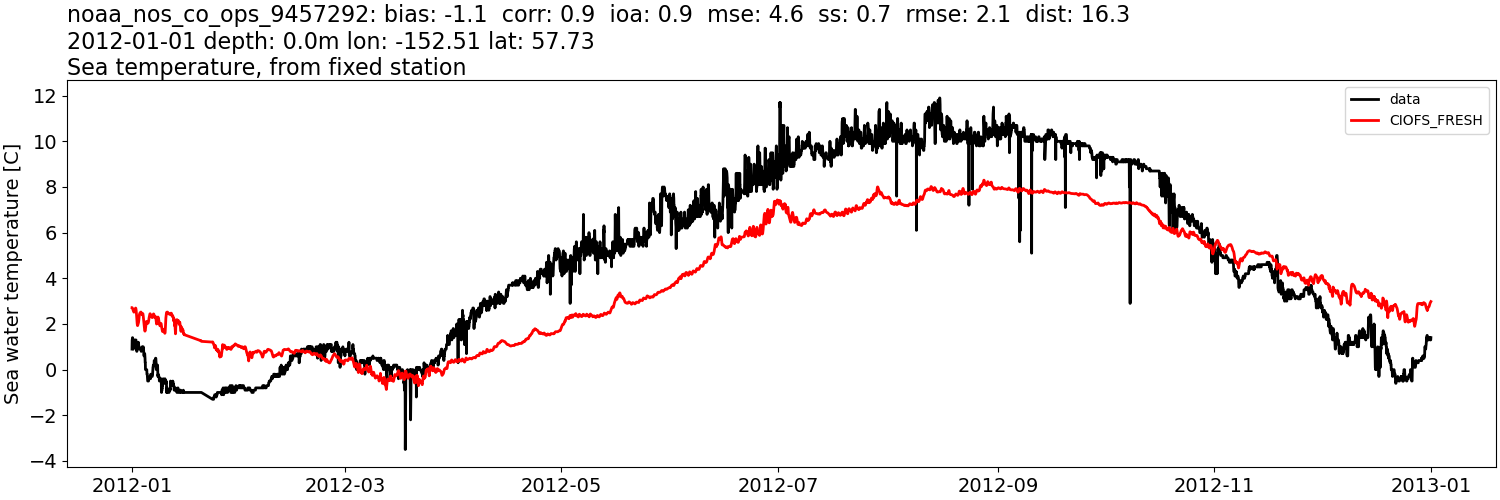 noaa_nos_co_ops_9457292: bias: -1.1  corr: 0.9  ioa: 0.9  mse: 4.6  ss: 0.7  rmse: 2.1  dist: 16.3
2012-01-01 depth: 0.0m lon: -152.51 lat: 57.73
Sea temperature, from fixed station
Sea water temperature [C]
12
10
8
6
4
2
0
−2
−4
data
CIOFS_FRESH
2012-01 2012-03 2012-05 2012-07 2012-09 2012-11 2013-01